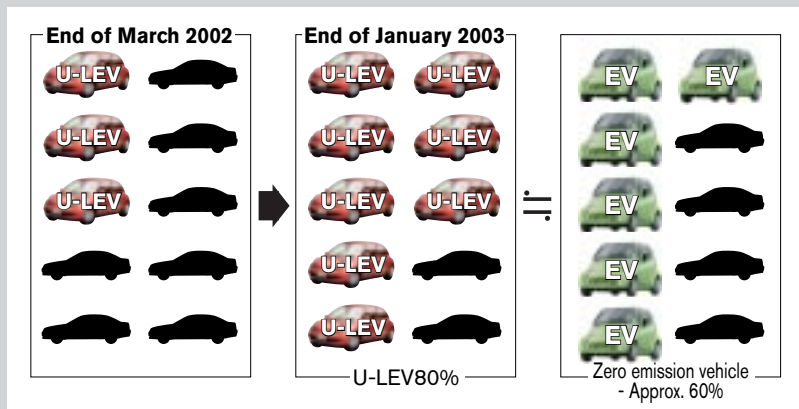 End of March 2002
U-LEV
U-LEV
U-LEV
End of January 2003
U-LEV U-LEV
U-LEV U-LEV
U-LEV U-LEV
U-LEV
U-LEV
U-LEV80%
EV EV
EV
EV
EV
EV
Zero emission vehicle
- Approx. 60%